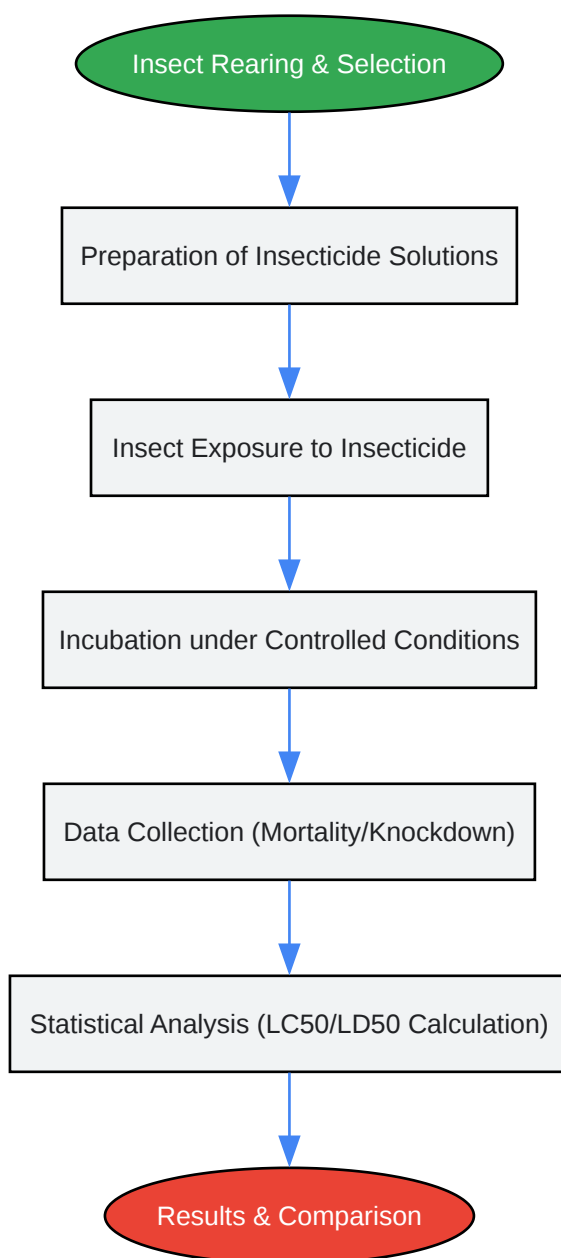 Insect Rearing & Selection
Preparation of Insecticide Solutions
Insect Exposure to Insecticide
Incubation under Controlled Conditions
Data Collection (Mortality/Knockdown)
Statistical Analysis (LC50/LD50 Calculation)
Results & Comparison